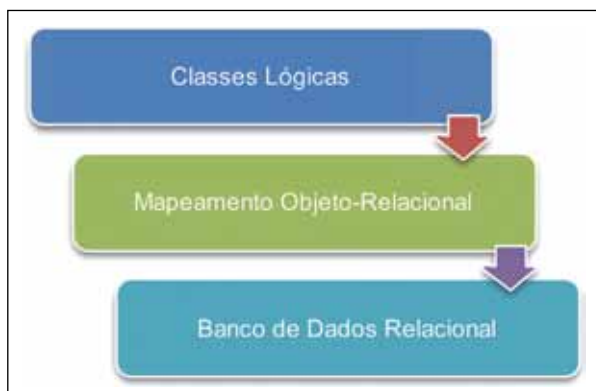 Classes Lógicas
Mapeamento Objeto-Relacional
Banco de Dados Relacional